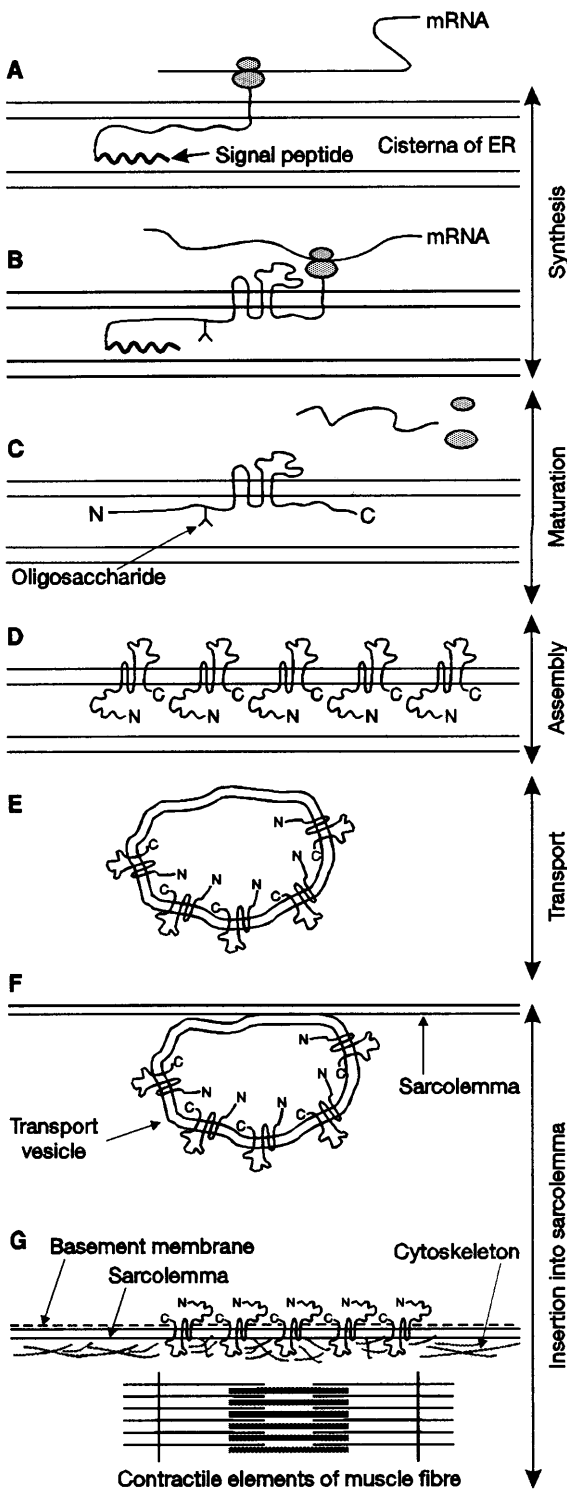 mRNA
A
Signal peptide
Cisterna of ER
Synthesis
mRNA
B
C
N
C
Oligosaccharide
Maturation
D
C
C
C
C
C
N
N
N
N
N
Assembly
E
N
C
C
N
N
N
N
C
C
C
Transport
F
Sarcolemma
N
C
C
N
N
N
N
C
C
C
Transport
vesicle
G
Basement membrane
Sarcolemma
Cytoskeleton
N
N
N
N
N
C
C
C
C
C
Insertion into sarcolemma
Contractile elements of muscle fibre